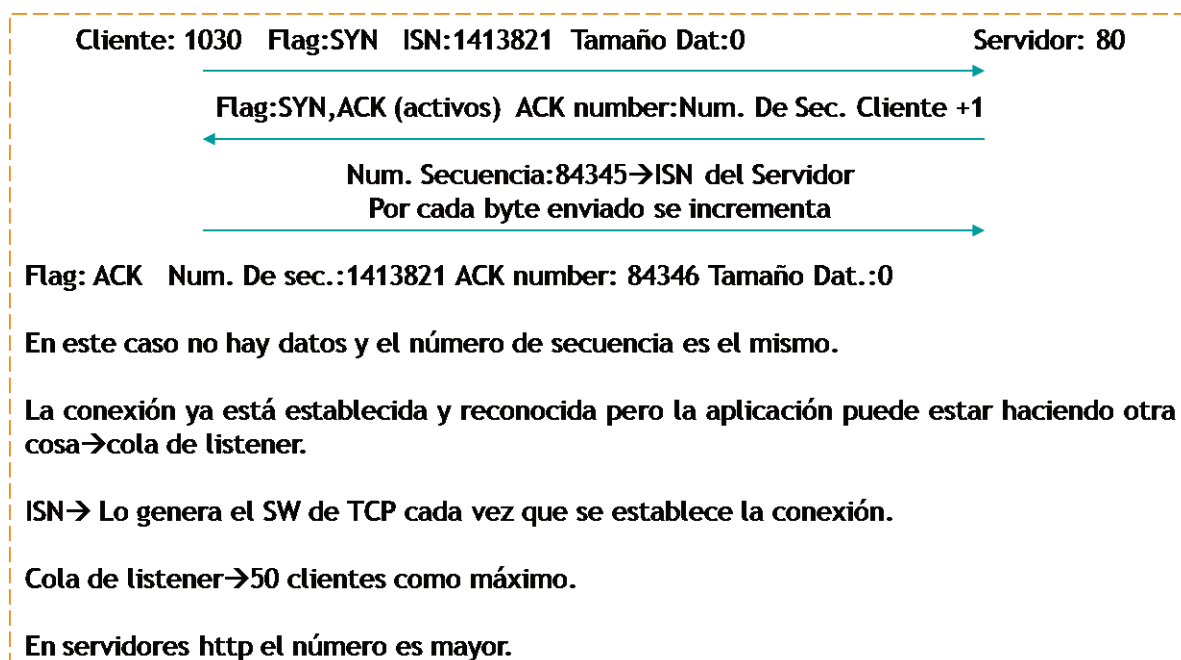 Cliente: 1030 Flag:SYN ISN:1413821 Tamaño Dat:0 Servidor: 80
Flag:SYN,ACK (activos) ACK number:Num. De Sec. Cliente +1
Num. Secuencia:84345→ISN del Servidor
Por cada byte enviado se incrementa
Flag: ACK Num. De sec.:1413821 ACK number: 84346 Tamaño Dat.:0
En este caso no hay datos y el número de secuencia es el mismo.
La conexión ya está establecida y reconocida pero la aplicación puede estar haciendo otra
cosa→cola de listener.
ISN→ Lo genera el SW de TCP cada vez que se establece la conexión.
Cola de listener→50 clientes como máximo.
En servidores http el número es mayor.